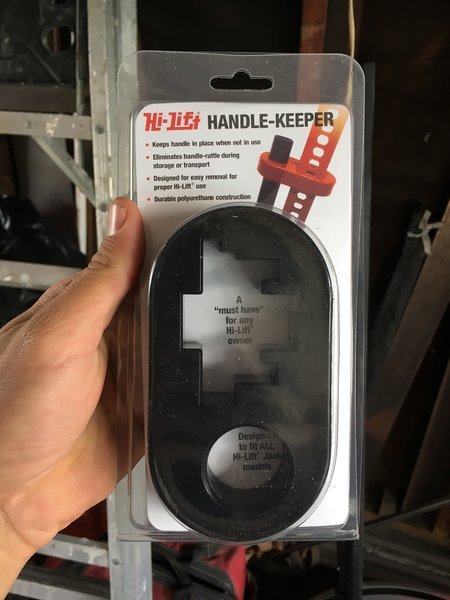 Hi-Lift® HANDLE-KEEPER
• Keeps handle in place when not in use
• Eliminates handle-rattle during
storage or transport
• Designed for easy removal for
proper Hi-Lift® use
• Durable polyurethane construction
A
"must have"
for any
Hi-Lift®
owner
Designed
to fit ALL
Hi-Lift® Jack
models